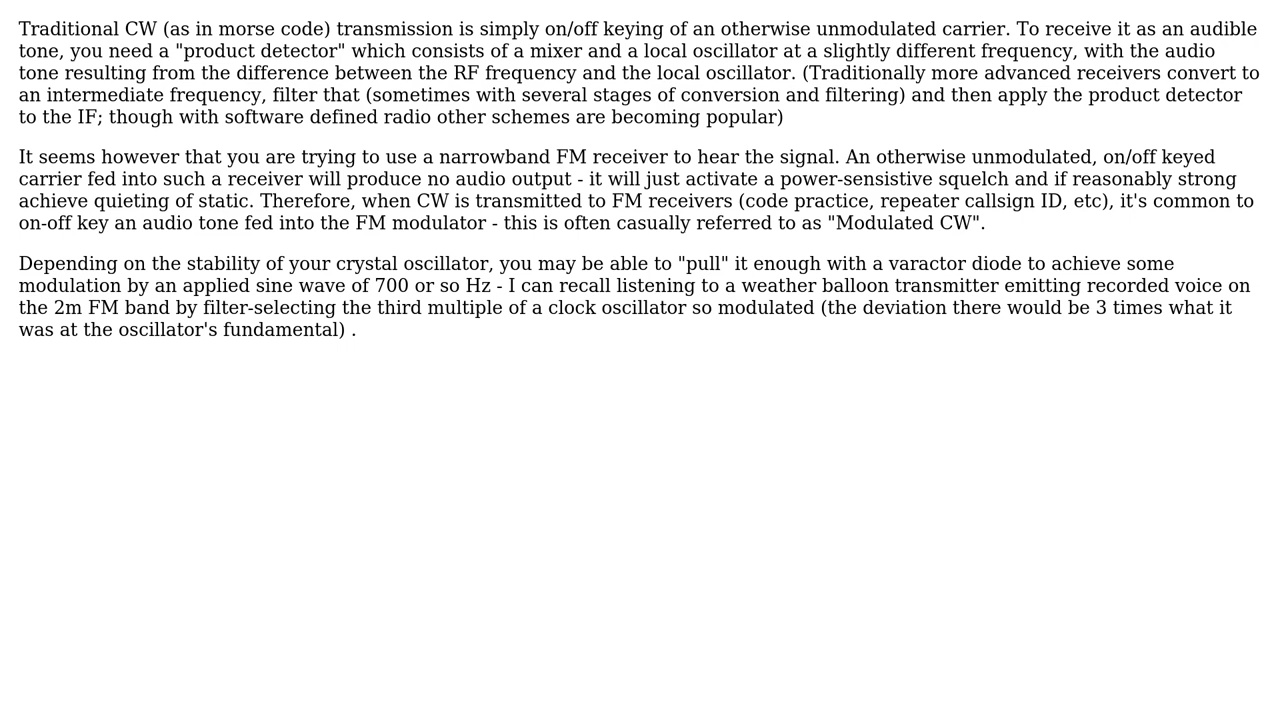 Traditional CW (as in morse code) transmission is simply on/off keying of an otherwise unmodulated carrier. To receive it as an audible
tone, you need a "product detector" which consists of a mixer and a local oscillator at a slightly different frequency, with the audio
tone resulting from the difference between the RF frequency and the local oscillator. (Traditionally more advanced receivers convert to
an intermediate frequency, filter that (sometimes with several stages of conversion and filtering) and then apply the product detector
to the IF; though with software defined radio other schemes are becoming popular)
It seems however that you are trying to use a narrowband FM receiver to hear the signal. An otherwise unmodulated, on/off keyed
carrier fed into such a receiver will produce no audio output - it will just activate a power-sensistive squelch and if reasonably strong
achieve quieting of static. Therefore, when CW is transmitted to FM receivers (code practice, repeater callsign ID, etc), it's common to
on-off key an audio tone fed into the FM modulator - this is often casually referred to as "Modulated CW".
Depending on the stability of your crystal oscillator, you may be able to "pull" it enough with a varactor diode to achieve some
modulation by an applied sine wave of 700 or so Hz - I can recall listening to a weather balloon transmitter emitting recorded voice on
the 2m FM band by filter-selecting the third multiple of a clock oscillator so modulated (the deviation there would be 3 times what it
was at the oscillator's fundamental) .